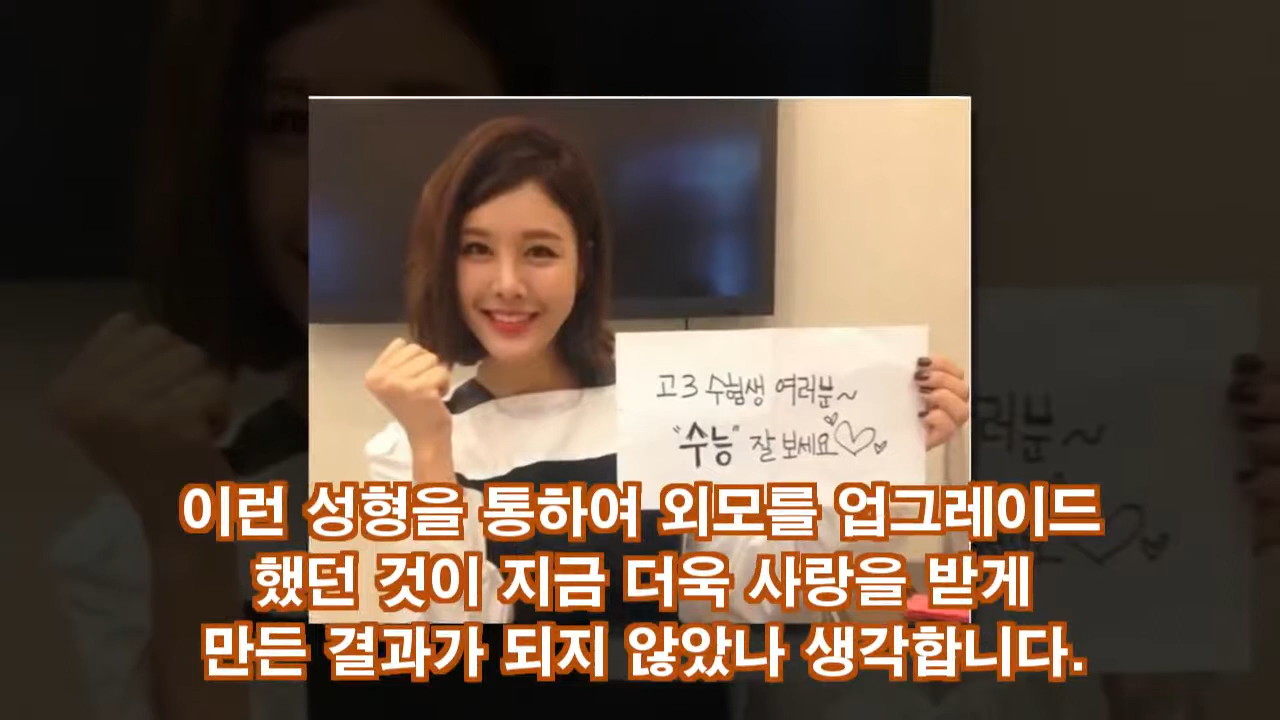 고3 수험생 여러분~
"수능" 잘 보세요♡♡♡
이런 성형을 통하여 외모를 업그레이드
했던 것이 지금 더욱 사랑을 받게
만든 결과가 되지 않았나 생각합니다.